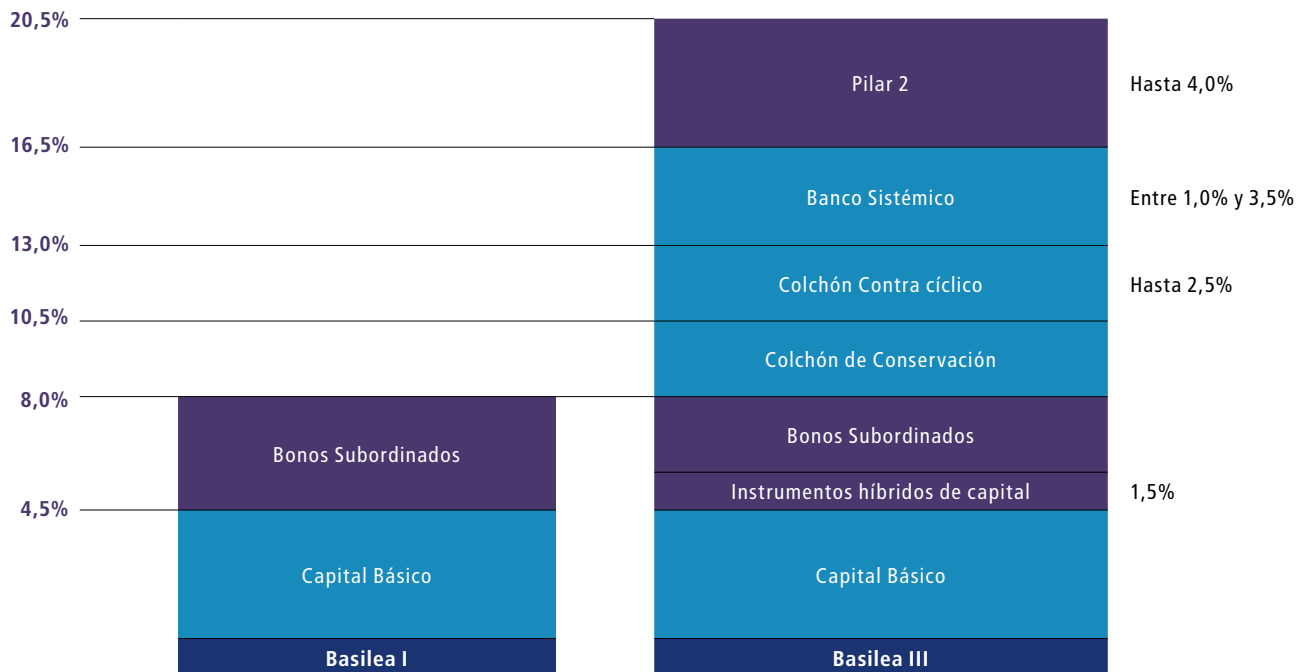 20,5%
Pilar 2
Hasta 4,0%
16,5%
Banco Sistémico
Entre 1,0% y 3,5%
13,0%
Colchón Contra cíclico
Hasta 2,5%
10,5%
Colchón de Conservación
8,0%
Bonos Subordinados
Bonos Subordinados
Instrumentos híbridos de capital
1,5%
4,5%
Capital Básico
Capital Básico
Basilea I
Basilea III